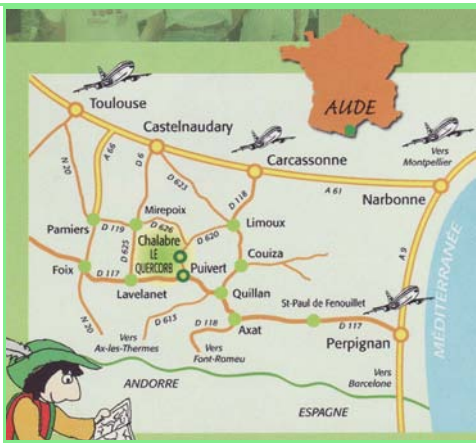 AUDE
Toulouse
Castelnaudary
Carcassonne
Vers
Montpellier
Narbonne
N 20
A 66
D 6
D 623
D 118
A 61
A 9
Pamiers
D 119
Mirepoix
D 626
D 625
Chalabre
LE
QUERCORB
D 620
Limoux
Couiza
Foix
D 117
Lavelanet
Puivert
Quillan
St-Paul de Fenouillet
D 117
Axat
D 118
D 613
Perpignan
MÉDITERRANÉE
N 20
Vers
Ax-les-Thermes
Vers
Font-Romeu
Vers
Barcelone
ANDORRE
ESPAGNE